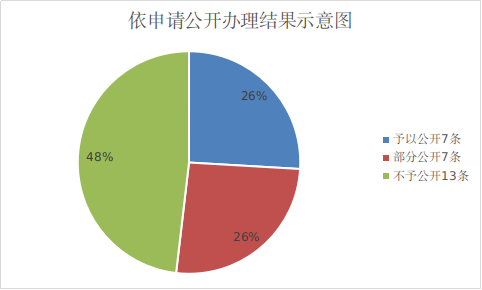 依申请公开办理结果示意图
26%
48%
26%
予以公开7条
部分公开7条
不予公开13条